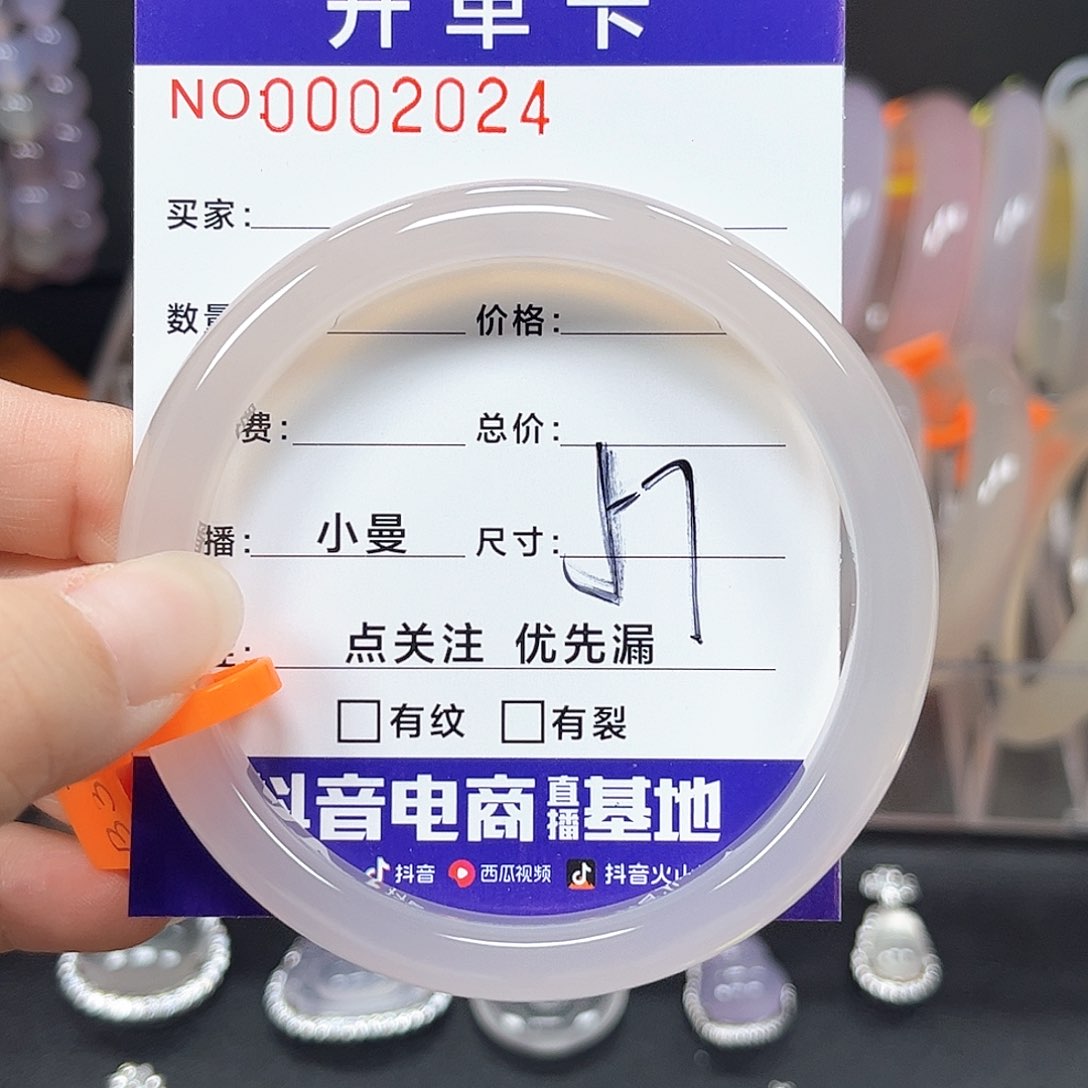 开单卡
NO:0002024
买家:
数量 价格:
费: 总价:
播: 小曼 尺寸: 57
点关注 优先漏
□有纹 □有裂
抖音电商直播基地
抖音 西瓜视频 抖音火山